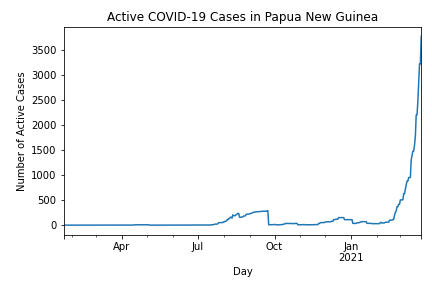 Active COVID-19 Cases in Papua New Guinea
Number of Active Cases
3500
3000
2500
2000
1500
1000
500
0
Apr
Jul
Oct
Jan
2021
Day